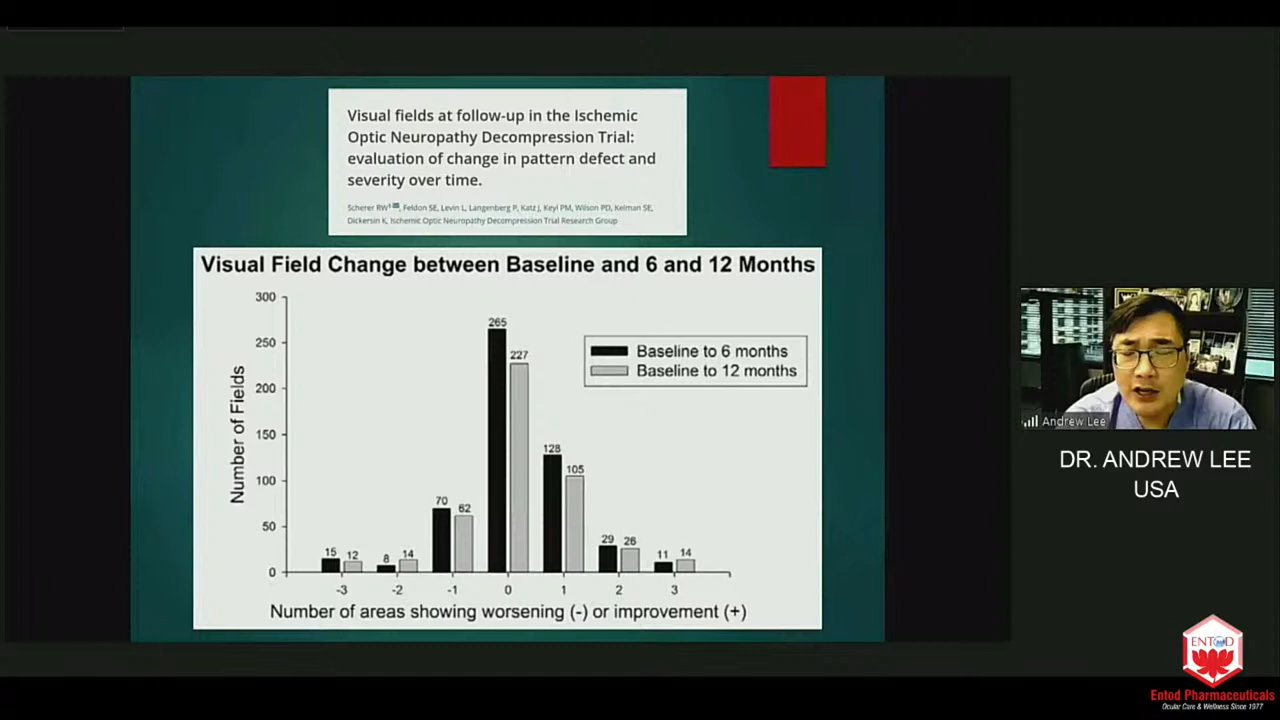 Visual fields at follow-up in the Ischemic
Optic Neuropathy Decompression Trial:
evaluation of change in pattern defect and
severity over time.
Scherer RW1, Feldon SE, Levin L, Langenberg P, Katz J, Keyl PM, Wilson PD, Kelman SE,
Dickersin K, Ischemic Optic Neuropathy Decompression Trial Research Group
Visual Field Change between Baseline and 6 and 12 Months
Number of Fields
300
250
200
150
100
50
0
Baseline to 6 months
Baseline to 12 months
15 12 8 14 70 62 265 227 128 105 29 26 11 14
-3 -2 -1 0 1 2 3
Number of areas showing worsening (-) or improvement (+)
Andrew Lee
DR. ANDREW LEE
USA
ENTOD
Entod Pharmaceuticals
Ocular Care & Wellness Since 1977